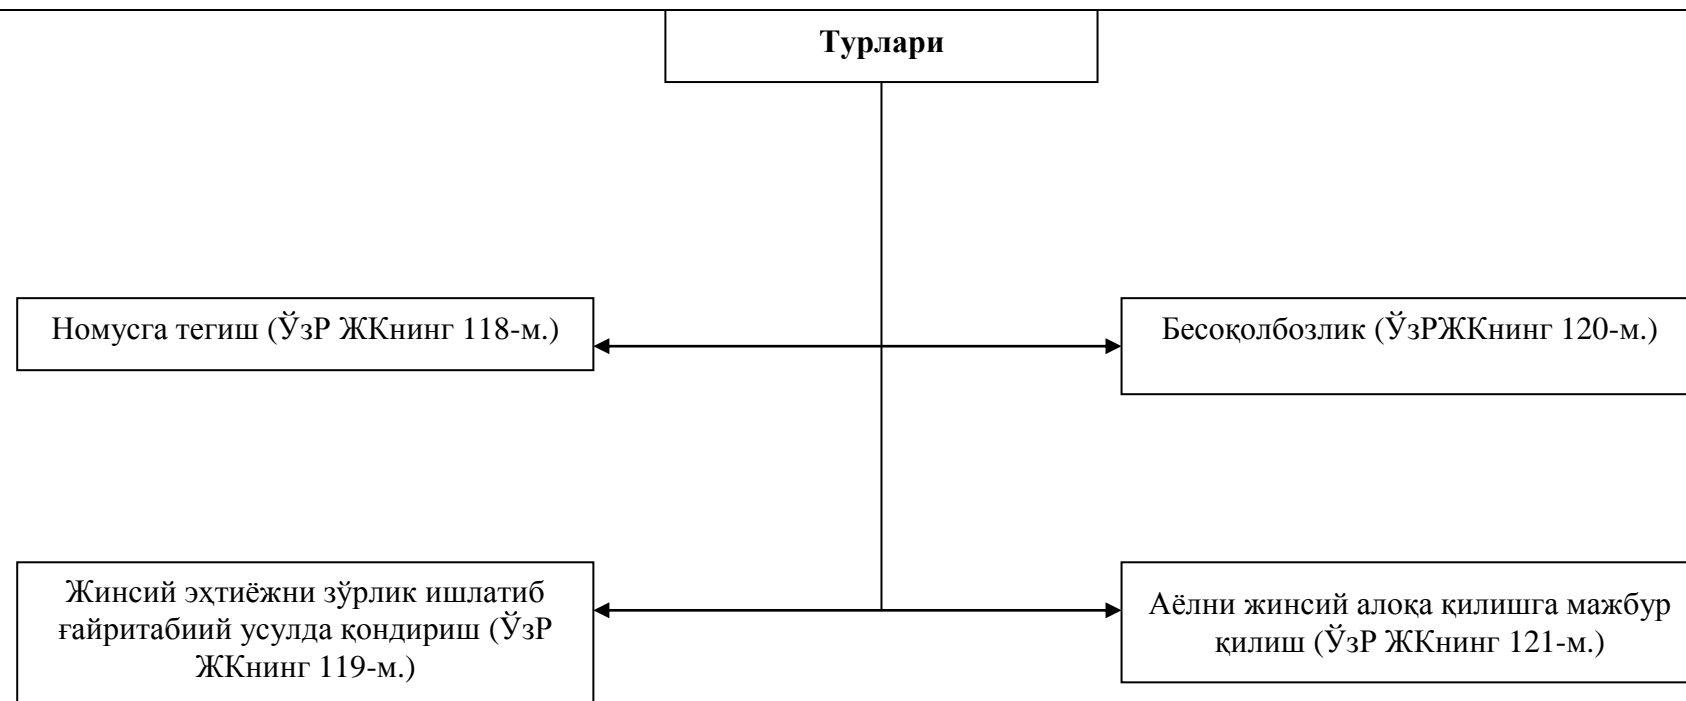 Турлари
Номусга тегиш (ЎзР ЖКнинг 118-м.)
Бесоқолбозлик (ЎзРЖКнинг 120-м.)
Жинсий эҳтиёжни зўрлик ишлатиб
ғайритабиий усулда қондириш (ЎзР
ЖКнинг 119-м.)
Аёлни жинсий алоқа қилишга мажбур
қилиш (ЎзР ЖКнинг 121-м.)